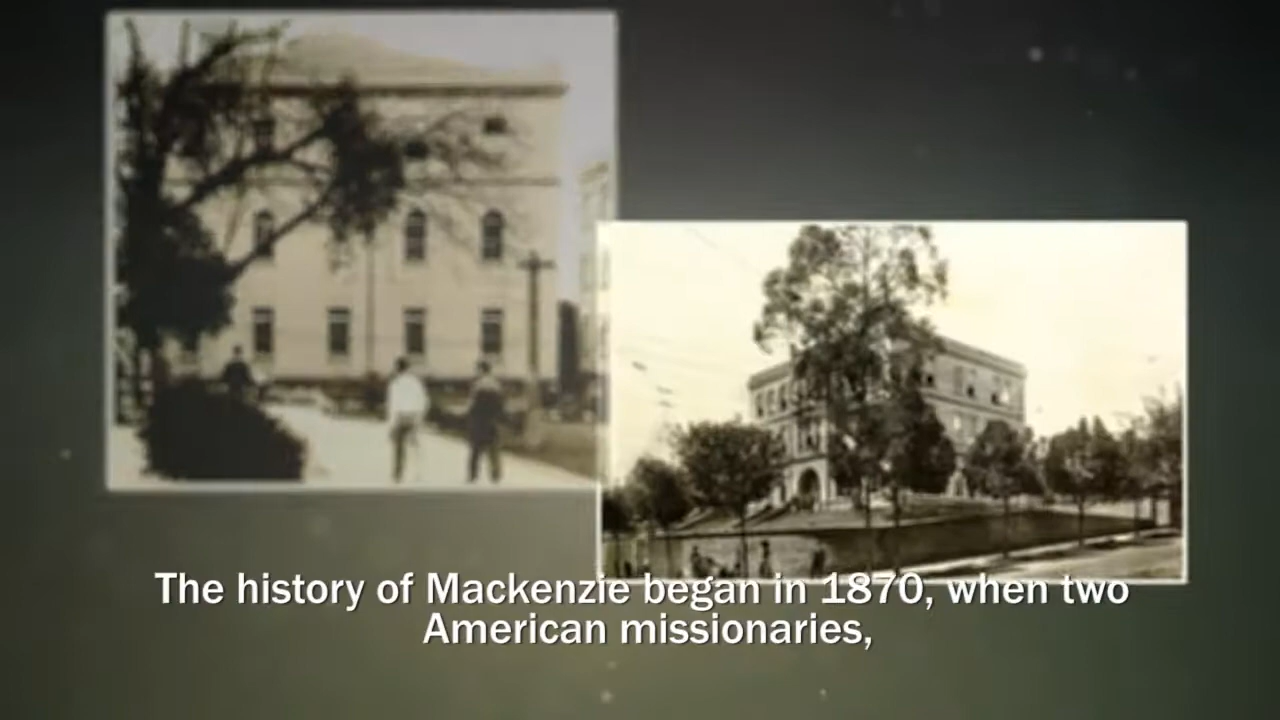 The history of Mackenzie began in 1870, when two
American missionaries,